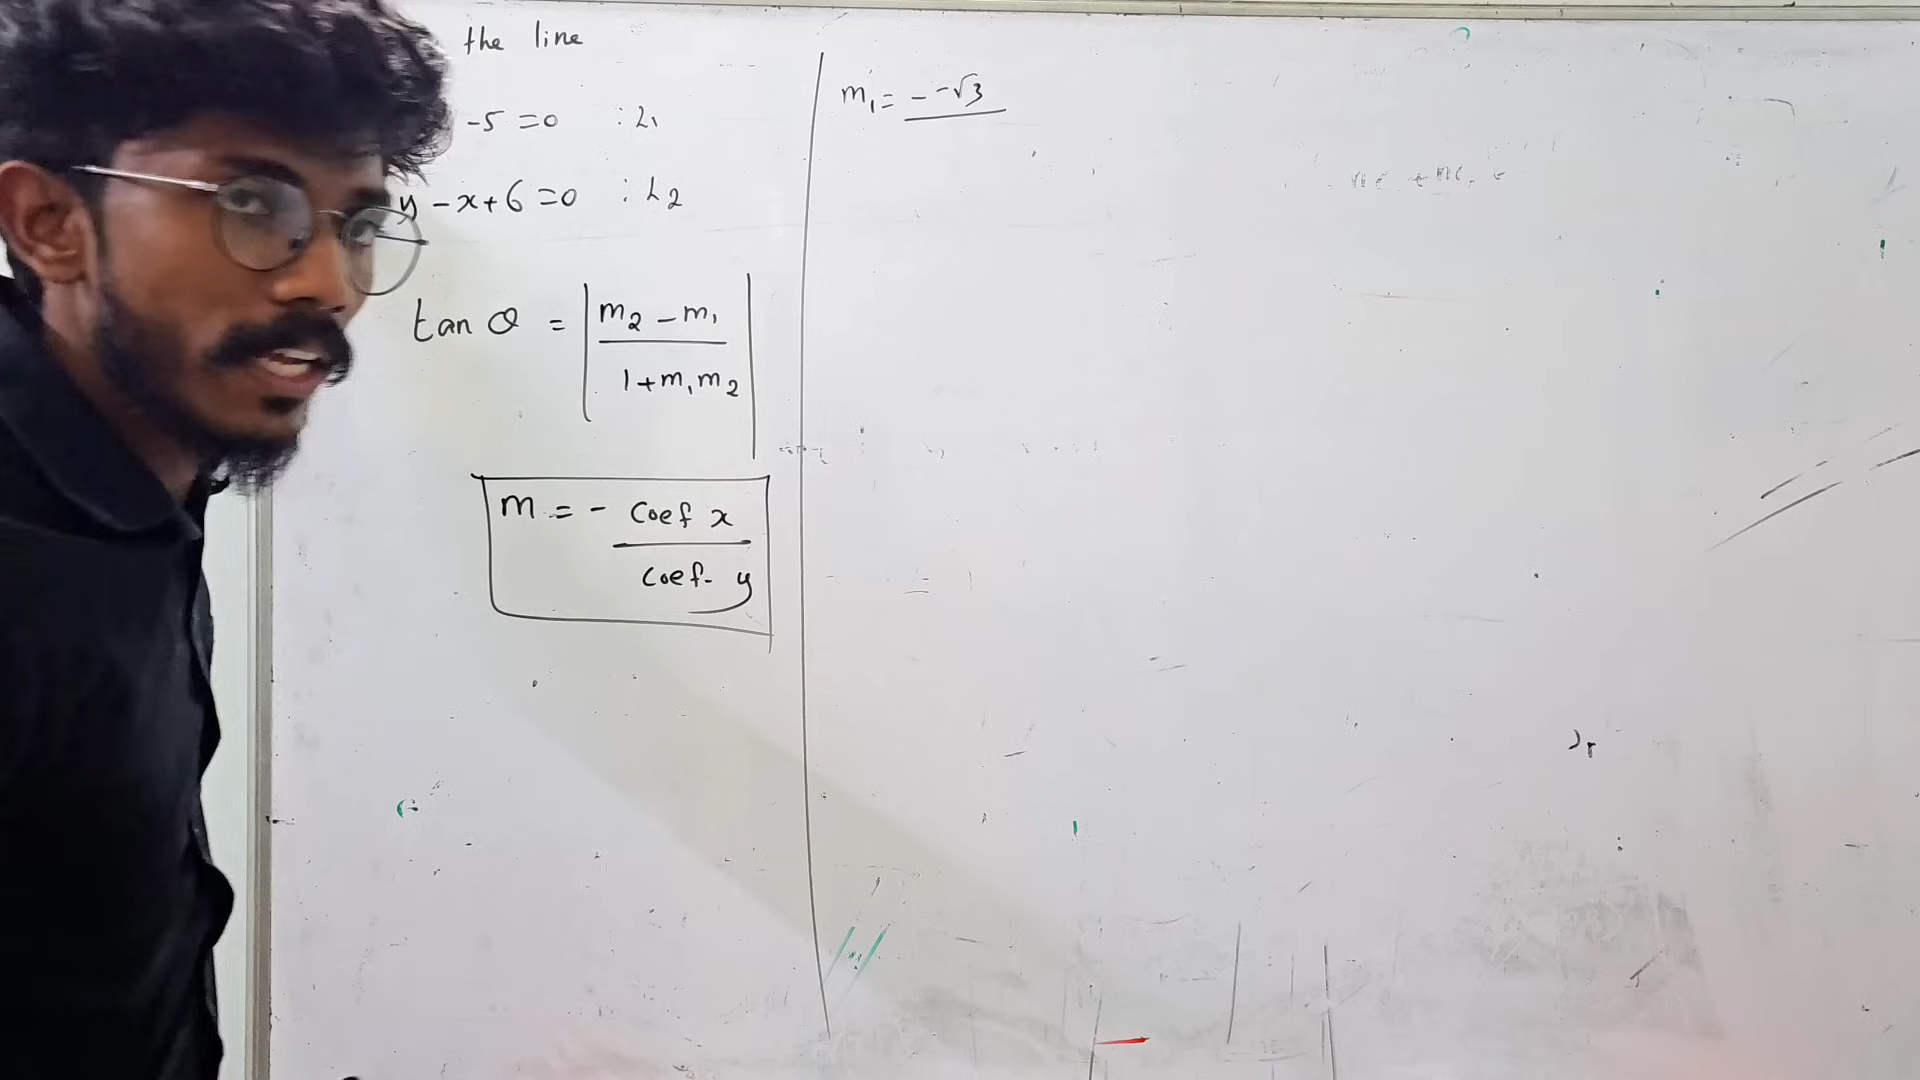 the line
-5 = 0 : L1
y - x + 6 = 0 : L2
tan θ = | m2 - m1 / 1 + m1 m2 |
m = - coef x / coef. y
m1 = - -√3